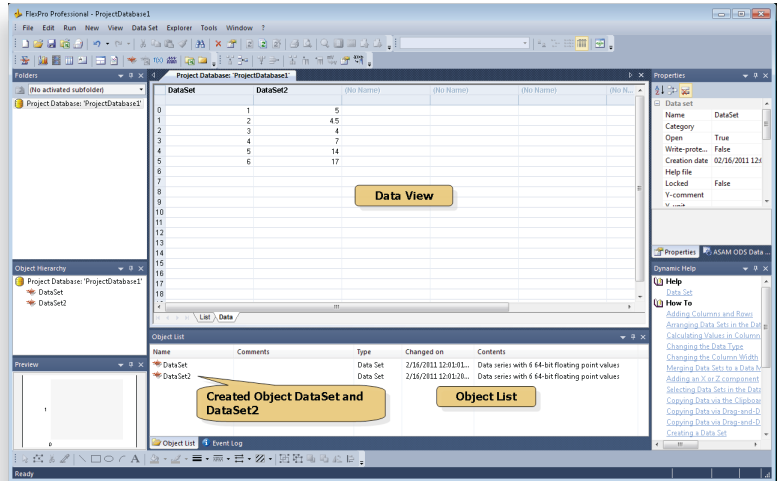 FlexPro Professional - ProjectDatabase1
File Edit Run New View Data Set Explorer Tools Window ?
Folders
(No activated subfolder)
Project Database: 'ProjectDatabase1'
Project Database: 'ProjectDatabase1'
DataSet DataSet2 (No Name) (No Name) (No Name) (No N...
0 1 5
1 2 4.5
2 3 4
3 4 7
4 5 14
5 6 17
6
7
8
9
10
11
12
13
14
15
16
17
18
Data View
List Data
Properties
Data set
Name DataSet
Category
Open True
Write-prote... False
Creation date 02/16/2011 12:0
Help file
Locked False
Y-comment
Y-unit
Properties ASAM ODS Data ...
Object Hierarchy
Project Database: 'ProjectDatabase1'
DataSet
DataSet2
Dynamic Help
Help
Data Set
How To
Adding Columns and Rows
Arranging Data Sets in the Dat
Calculating Values in Column
Changing the Data Type
Changing the Column Width
Merging Data Sets to a Data M
Adding an X or Z component
Selecting Data Sets in the Data
Copying Data via the Clipboar
Copying Data via Drag-and-D
Copying Data via Drag-and-D
Creating a Data Set
Object List
Name Comments Type Changed on Contents
DataSet Data Set 2/16/2011 12:01:01... Data series with 6 64-bit floating point values
DataSet2 Data Set 2/16/2011 12:01:20... Data series with 6 64-bit floating point values
Created Object DataSet and
DataSet2
Object List
Object List Event Log
Preview
Ready